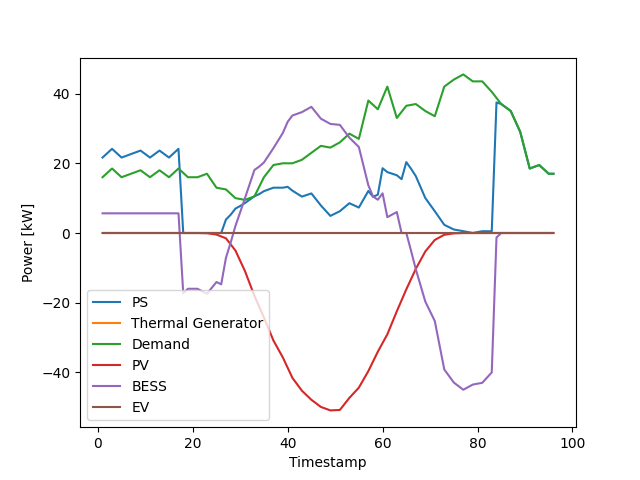 40
20
0
−20
−40
Power [kW]
PS
Thermal Generator
Demand
PV
BESS
EV
0 20 40 60 80 100
Timestamp